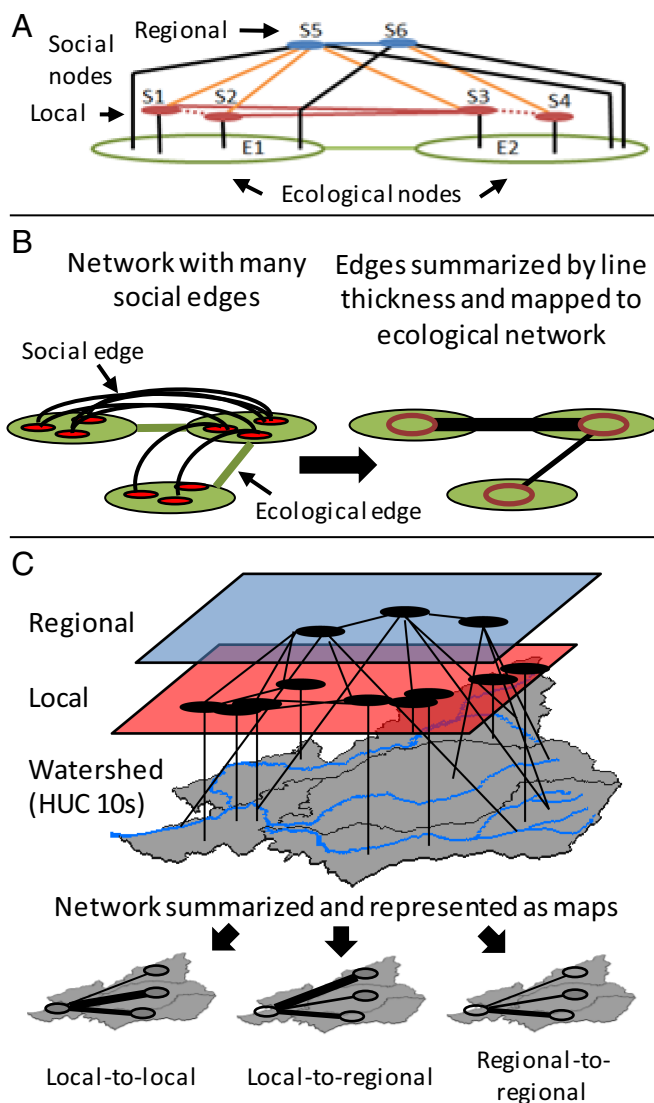 A
Regional
S5
S6
Social
nodes
S1
S2
S3
S4
Local
E1
E2
Ecological nodes
B
Network with many
social edges
Edges summarized by line
thickness and mapped to
ecological network
Social edge
Ecological edge
C
Regional
Local
Watershed
(HUC 10s)
Network summarized and represented as maps
Local-to-local
Local-to-regional
Regional-to-
regional